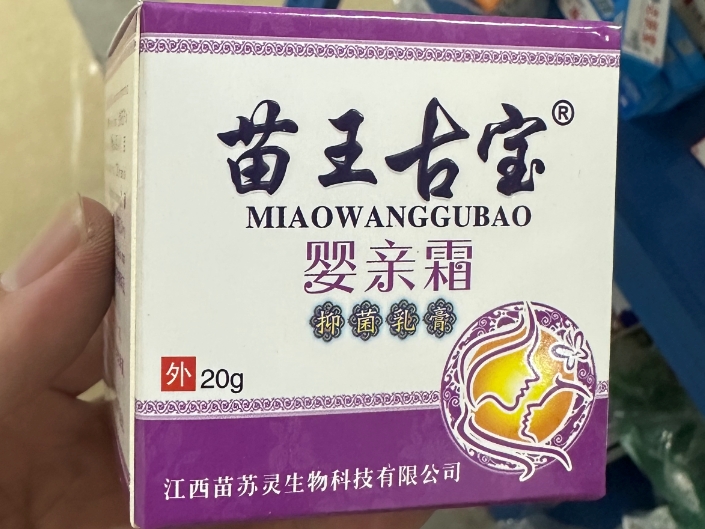 苗王古宝®
MIAOWANGGUBAO
婴亲霜
抑菌乳膏
外 20g
江西苗苏灵生物科技有限公司